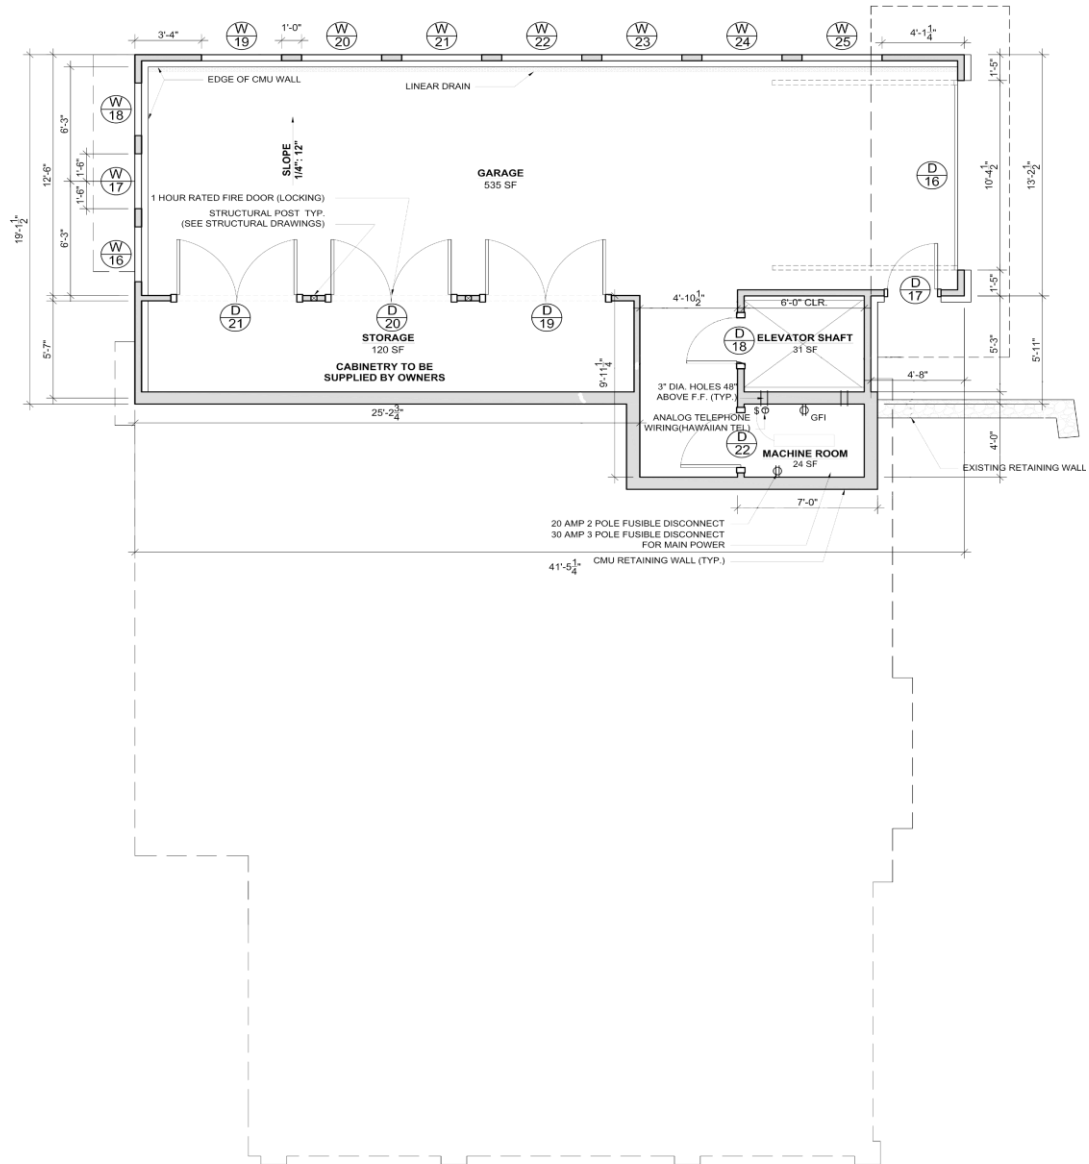 W 19
W 20
W 21
W 22
W 23
W 24
W 25
3'-4"
1'-0"
4'-1 1/4"
EDGE OF CMU WALL
LINEAR DRAIN
1'-5"
W 18
6'-3"
SLOPE
1/4": 12"
GARAGE
535 SF
D 16
10'-4 1/2"
13'-2 1/2"
12'-6"
19'-1 1/2"
1'-6"
W 17
1'-6"
1 HOUR RATED FIRE DOOR (LOCKING)
STRUCTURAL POST TYP.
(SEE STRUCTURAL DRAWINGS)
6'-3"
W 16
1'-5"
D 17
D 21
D 20
D 19
4'-10 1/2"
6'-0" CLR.
STORAGE
120 SF
D 18
ELEVATOR SHAFT
31 SF
5'-3"
5'-11"
5'-7"
CABINETRY TO BE
SUPPLIED BY OWNERS
9'-11 1/4"
4'-8"
3" DIA. HOLES 48"
ABOVE F.F. (TYP.)
25'-2 3/4"
$
GFI
ANALOG TELEPHONE
WIRING(HAWAIIAN TEL)
D 22
4'-0"
MACHINE ROOM
24 SF
EXISTING RETAINING WALL
7'-0"
20 AMP 2 POLE FUSIBLE DISCONNECT
30 AMP 3 POLE FUSIBLE DISCONNECT
FOR MAIN POWER
CMU RETAINING WALL (TYP.)
41'-5 1/4"